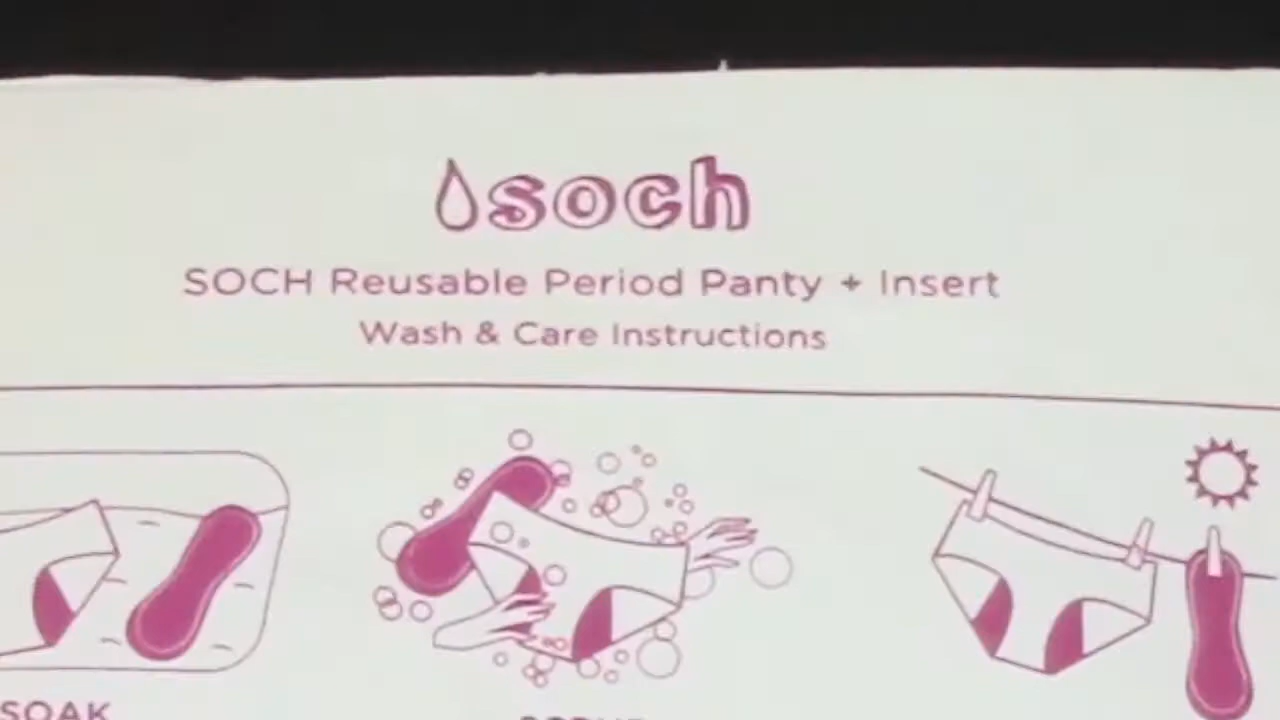 soch
SOCH Reusable Period Panty + Insert
Wash & Care Instructions
SOAK